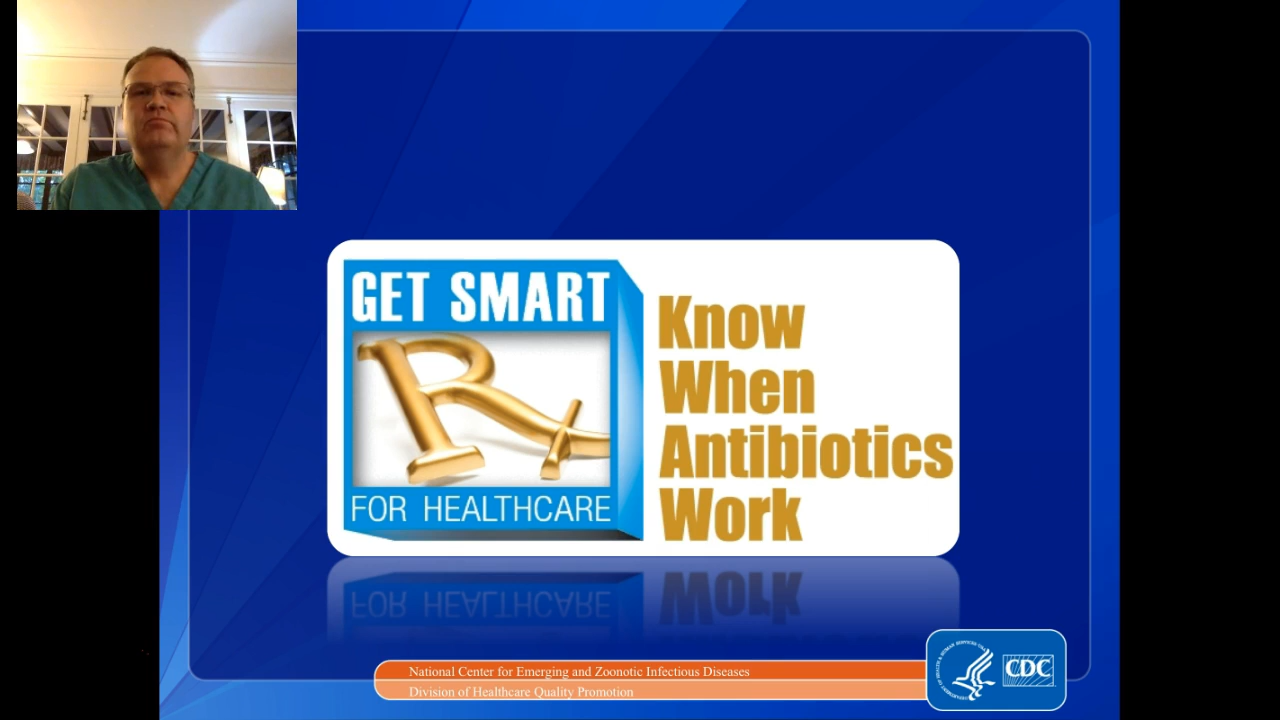 GET SMART
Rx
FOR HEALTHCARE
Know
When
Antibiotics
Work
National Center for Emerging and Zoonotic Infectious Diseases
Division of Healthcare Quality Promotion
CDC